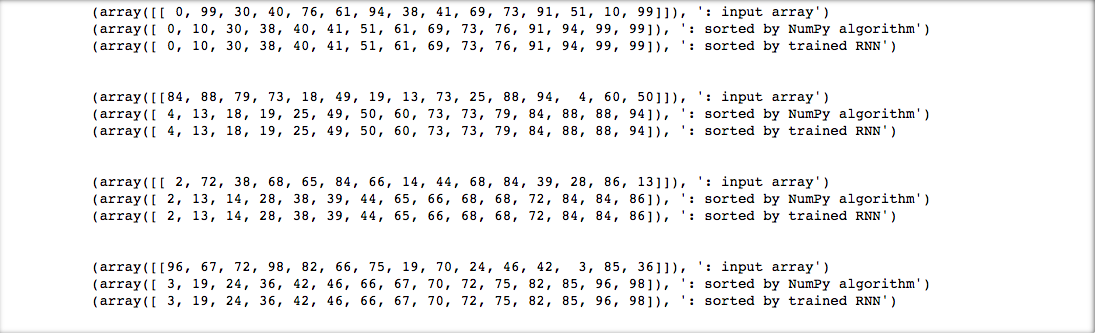 (array([[ 0, 99, 30, 40, 76, 61, 94, 38, 41, 69, 73, 91, 51, 10, 99]]), ': input array')
(array([ 0, 10, 30, 38, 40, 41, 51, 61, 69, 73, 76, 91, 94, 99, 99]), ': sorted by NumPy algorithm')
(array([ 0, 10, 30, 38, 40, 41, 51, 61, 69, 73, 76, 91, 94, 99, 99]), ': sorted by trained RNN')
(array([[84, 88, 79, 73, 18, 49, 19, 13, 73, 25, 88, 94,  4, 60, 50]]), ': input array')
(array([ 4, 13, 18, 19, 25, 49, 50, 60, 73, 73, 79, 84, 88, 88, 94]), ': sorted by NumPy algorithm')
(array([ 4, 13, 18, 19, 25, 49, 50, 60, 73, 73, 79, 84, 88, 88, 94]), ': sorted by trained RNN')
(array([[ 2, 72, 38, 68, 65, 84, 66, 14, 44, 68, 84, 39, 28, 86, 13]]), ': input array')
(array([ 2, 13, 14, 28, 38, 39, 44, 65, 66, 68, 68, 72, 84, 84, 86]), ': sorted by NumPy algorithm')
(array([ 2, 13, 14, 28, 38, 39, 44, 65, 66, 68, 68, 72, 84, 84, 86]), ': sorted by trained RNN')
(array([[96, 67, 72, 98, 82, 66, 75, 19, 70, 24, 46, 42,  3, 85, 36]]), ': input array')
(array([ 3, 19, 24, 36, 42, 46, 66, 67, 70, 72, 75, 82, 85, 96, 98]), ': sorted by NumPy algorithm')
(array([ 3, 19, 24, 36, 42, 46, 66, 67, 70, 72, 75, 82, 85, 96, 98]), ': sorted by trained RNN')